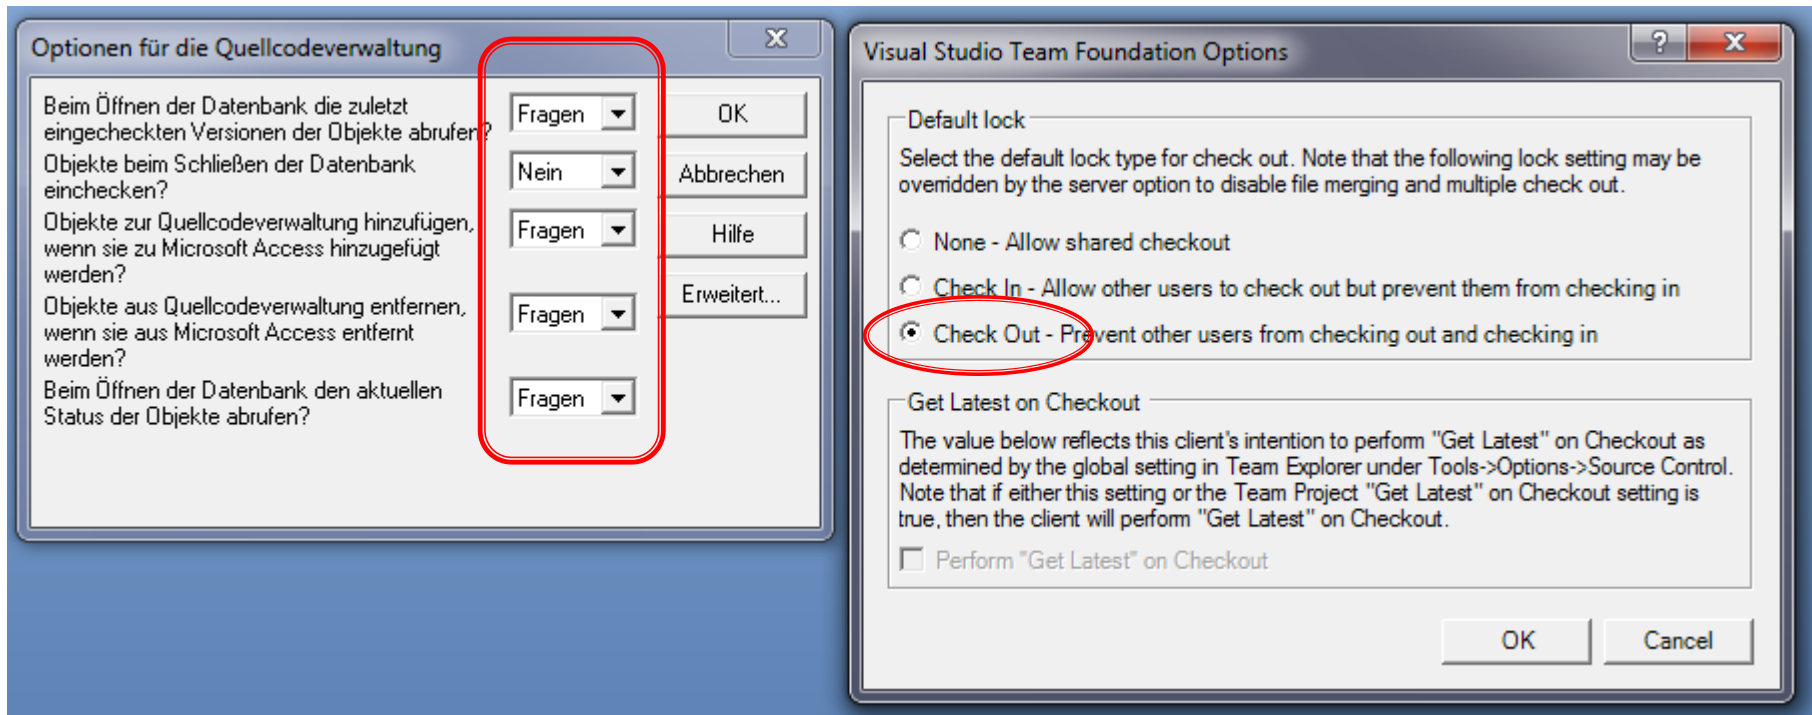 Optionen für die Quellcodeverwaltung
Beim Öffnen der Datenbank die zuletzt
eingecheckten Versionen der Objekte abrufen?
Fragen
OK
Objekte beim Schließen der Datenbank
einchecken?
Nein
Abbrechen
Objekte zur Quellcodeverwaltung hinzufügen,
wenn sie zu Microsoft Access hinzugefügt
werden?
Fragen
Hilfe
Objekte aus Quellcodeverwaltung entfernen,
wenn sie aus Microsoft Access entfernt
werden?
Fragen
Erweitert...
Beim Öffnen der Datenbank den aktuellen
Status der Objekte abrufen?
Fragen
Visual Studio Team Foundation Options
Default lock
Select the default lock type for check out. Note that the following lock setting may be
overridden by the server option to disable file merging and multiple check out.
None - Allow shared checkout
Check In - Allow other users to check out but prevent them from checking in
Check Out - Prevent other users from checking out and checking in
Get Latest on Checkout
The value below reflects this client's intention to perform "Get Latest" on Checkout as
determined by the global setting in Team Explorer under Tools->Options->Source Control.
Note that if either this setting or the Team Project "Get Latest" on Checkout setting is
true, then the client will perform "Get Latest" on Checkout.
Perform "Get Latest" on Checkout
OK
Cancel